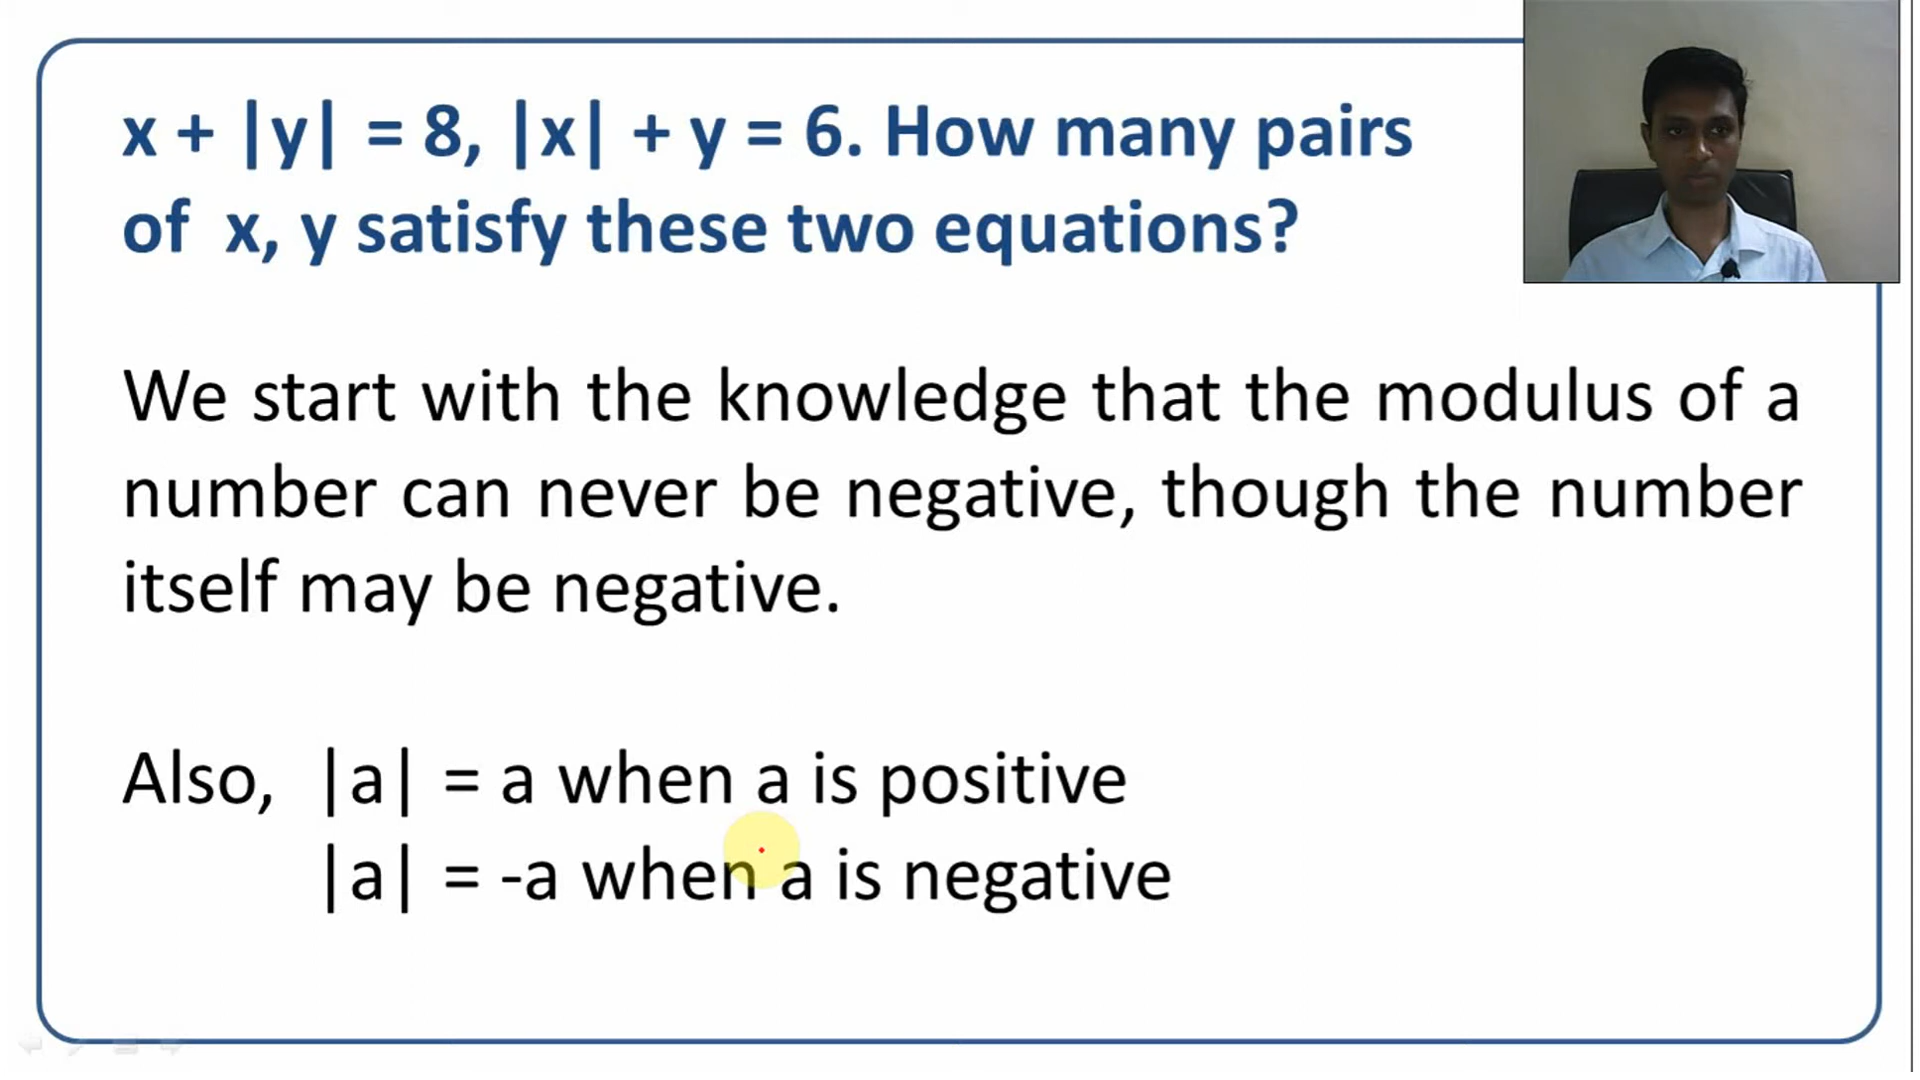 x + |y| = 8, |x| + y = 6. How many pairs
of x, y satisfy these two equations?
We start with the knowledge that the modulus of a
number can never be negative, though the number
itself may be negative.
Also, |a| = a when a is positive
|a| = -a when a is negative